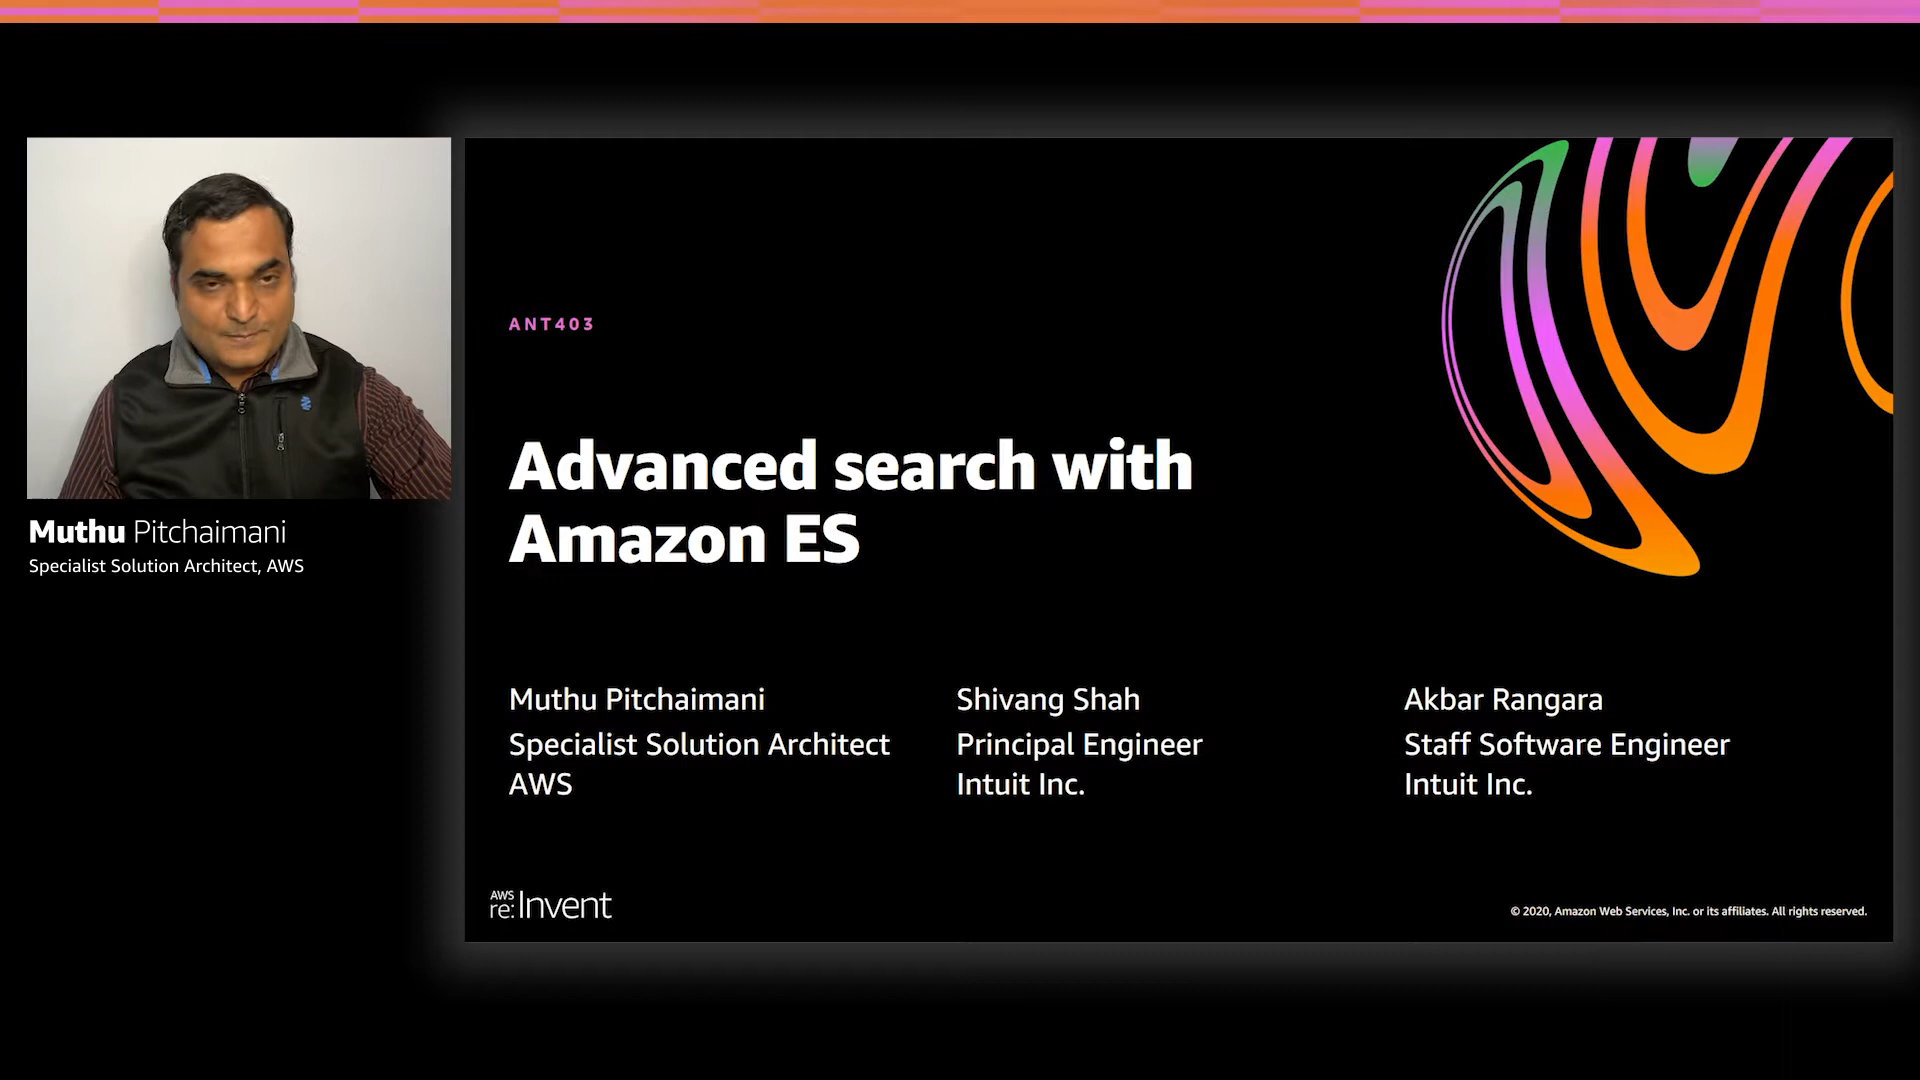 Muthu Pitchaimani
Specialist Solution Architect, AWS
ANT403
Advanced search with
Amazon ES
Muthu Pitchaimani
Specialist Solution Architect
AWS
Shivang Shah
Principal Engineer
Intuit Inc.
Akbar Rangara
Staff Software Engineer
Intuit Inc.
AWS
re:Invent
© 2020, Amazon Web Services, Inc. or its affiliates. All rights reserved.